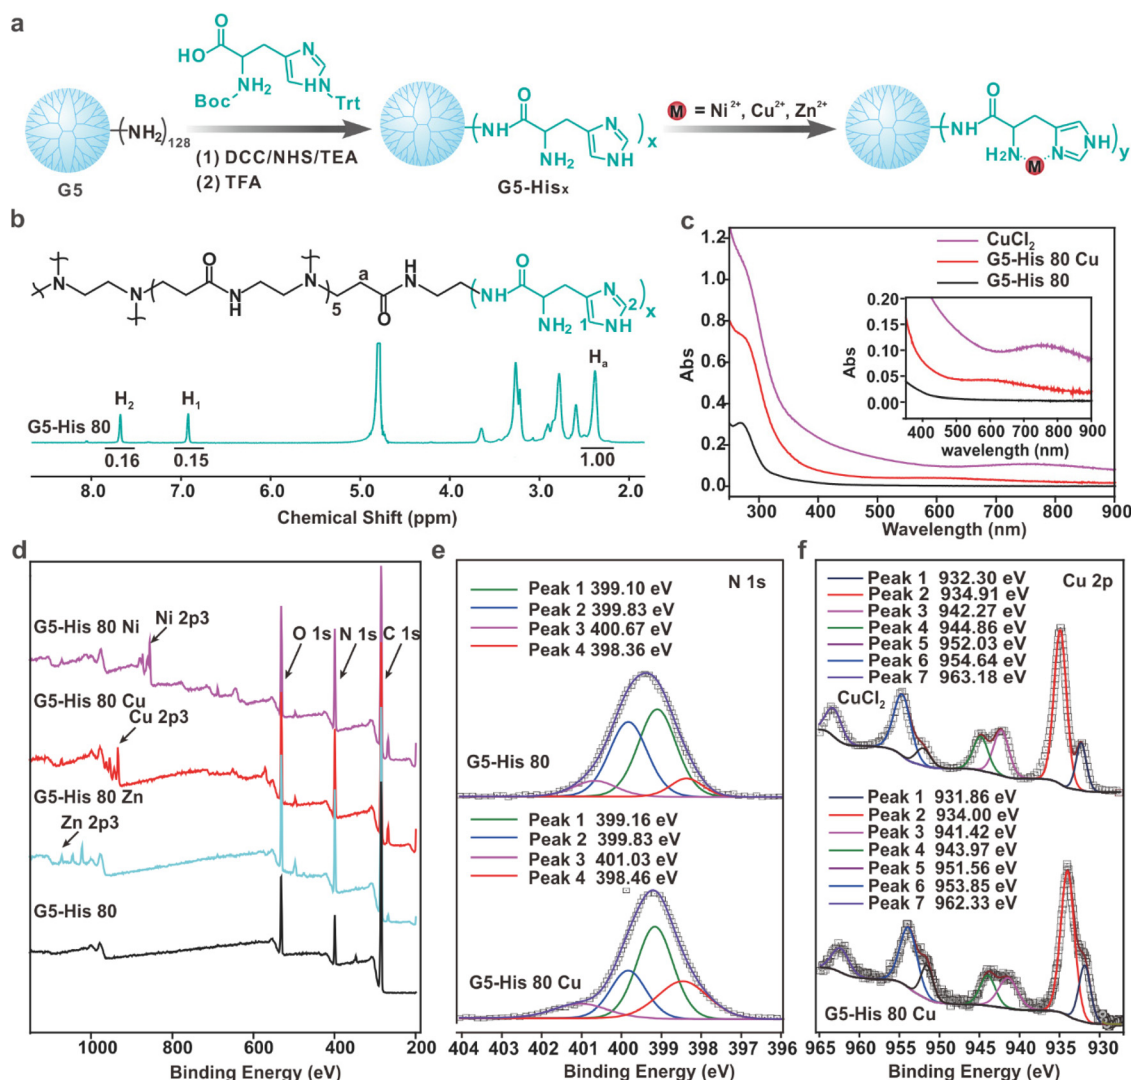 a
O
HO
NH2
N
HN
Boc
Trt
(NH2)128
G5
(1) DCC/NHS/TEA
(2) TFA
O
NH
NH2
N
NH
x
G5-Hisx
M = Ni2+, Cu2+, Zn2+
O
NH
H2N
M
N
NH
y
b
N
N
O
N
H
N
5
a
O
H
N
NH
O
NH2
N
2
1
NH
x
G5-His 80
H2
H1
Ha
0.16
0.15
1.00
8.0 7.0 6.0 5.0 4.0 3.0 2.0
Chemical Shift (ppm)
c
CuCl2
G5-His 80 Cu
G5-His 80
Abs
1.2
1.0
0.8
0.6
0.4
0.2
0.0
300 400 500 600 700 800 900
Wavelength (nm)
Abs
0.20
0.15
0.10
0.05
0.00
400 500 600 700 800 900
wavelength (nm)
d
G5-His 80 Ni
Ni 2p3
O 1s N 1s C 1s
G5-His 80 Cu
Cu 2p3
G5-His 80 Zn
Zn 2p3
G5-His 80
1000 800 600 400 200
Binding Energy (eV)
e
N 1s
Peak 1 399.10 eV
Peak 2 399.83 eV
Peak 3 400.67 eV
Peak 4 398.36 eV
G5-His 80
Peak 1 399.16 eV
Peak 2 399.83 eV
Peak 3 401.03 eV
Peak 4 398.46 eV
G5-His 80 Cu
404 403 402 401 400 399 398 397 396
Binding Energy (eV)
f
Cu 2p
Peak 1 932.30 eV
Peak 2 934.91 eV
Peak 3 942.27 eV
Peak 4 944.86 eV
Peak 5 952.03 eV
Peak 6 954.64 eV
Peak 7 963.18 eV
CuCl2
Peak 1 931.86 eV
Peak 2 934.00 eV
Peak 3 941.42 eV
Peak 4 943.97 eV
Peak 5 951.56 eV
Peak 6 953.85 eV
Peak 7 962.33 eV
G5-His 80 Cu
965 960 955 950 945 940 935 930
Binding Energy (eV)